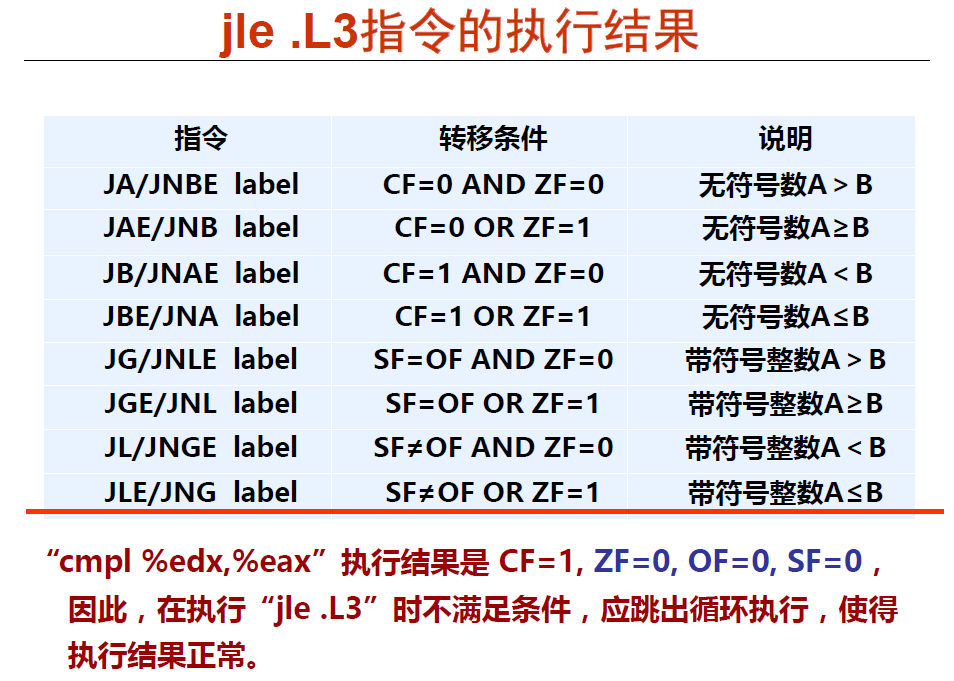 jle .L3指令的执行结果
指令 转移条件 说明
JA/JNBE label CF=0 AND ZF=0 无符号数A＞B
JAE/JNB label CF=0 OR ZF=1 无符号数A≥B
JB/JNAE label CF=1 AND ZF=0 无符号数A＜B
JBE/JNA label CF=1 OR ZF=1 无符号数A≤B
JG/JNLE label SF=OF AND ZF=0 带符号整数A＞B
JGE/JNL label SF=OF OR ZF=1 带符号整数A≥B
JL/JNGE label SF≠OF AND ZF=0 带符号整数A＜B
JLE/JNG label SF≠OF OR ZF=1 带符号整数A≤B
“cmpl %edx,%eax”执行结果是 CF=1, ZF=0, OF=0, SF=0，
因此，在执行“jle .L3”时不满足条件，应跳出循环执行，使得
执行结果正常。